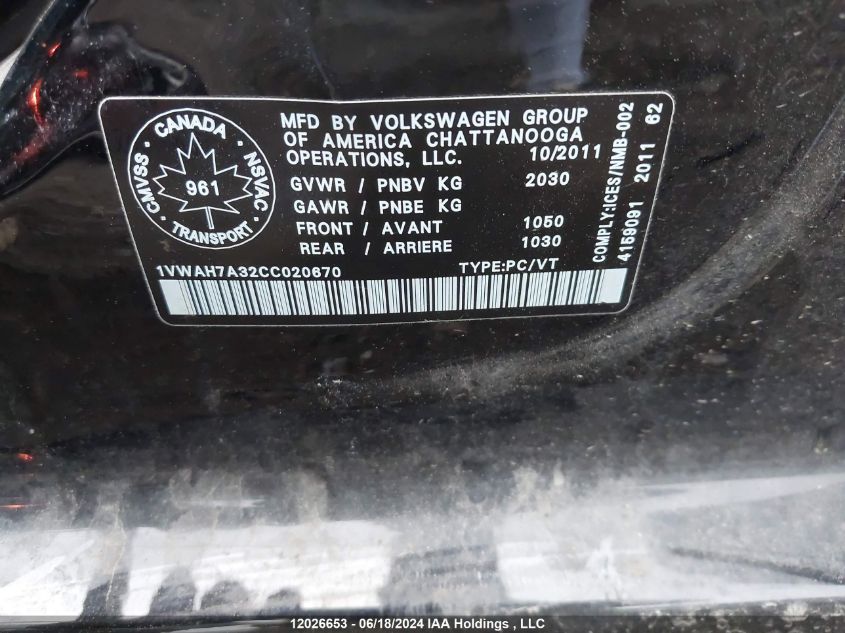 CANADA
CMVSS · NSVAC
961
TRANSPORT
MFD BY VOLKSWAGEN GROUP
OF AMERICA CHATTANOOGA
OPERATIONS, LLC. 10/2011
GVWR / PNBV KG 2030
GAWR / PNBE KG
FRONT / AVANT 1050
REAR / ARRIERE 1030
1VWAH7A32CC020670 TYPE:PC/VT
COMPLY:ICES/NMB-002
4159091 2011 62
12026653 - 06/18/2024 IAA Holdings , LLC